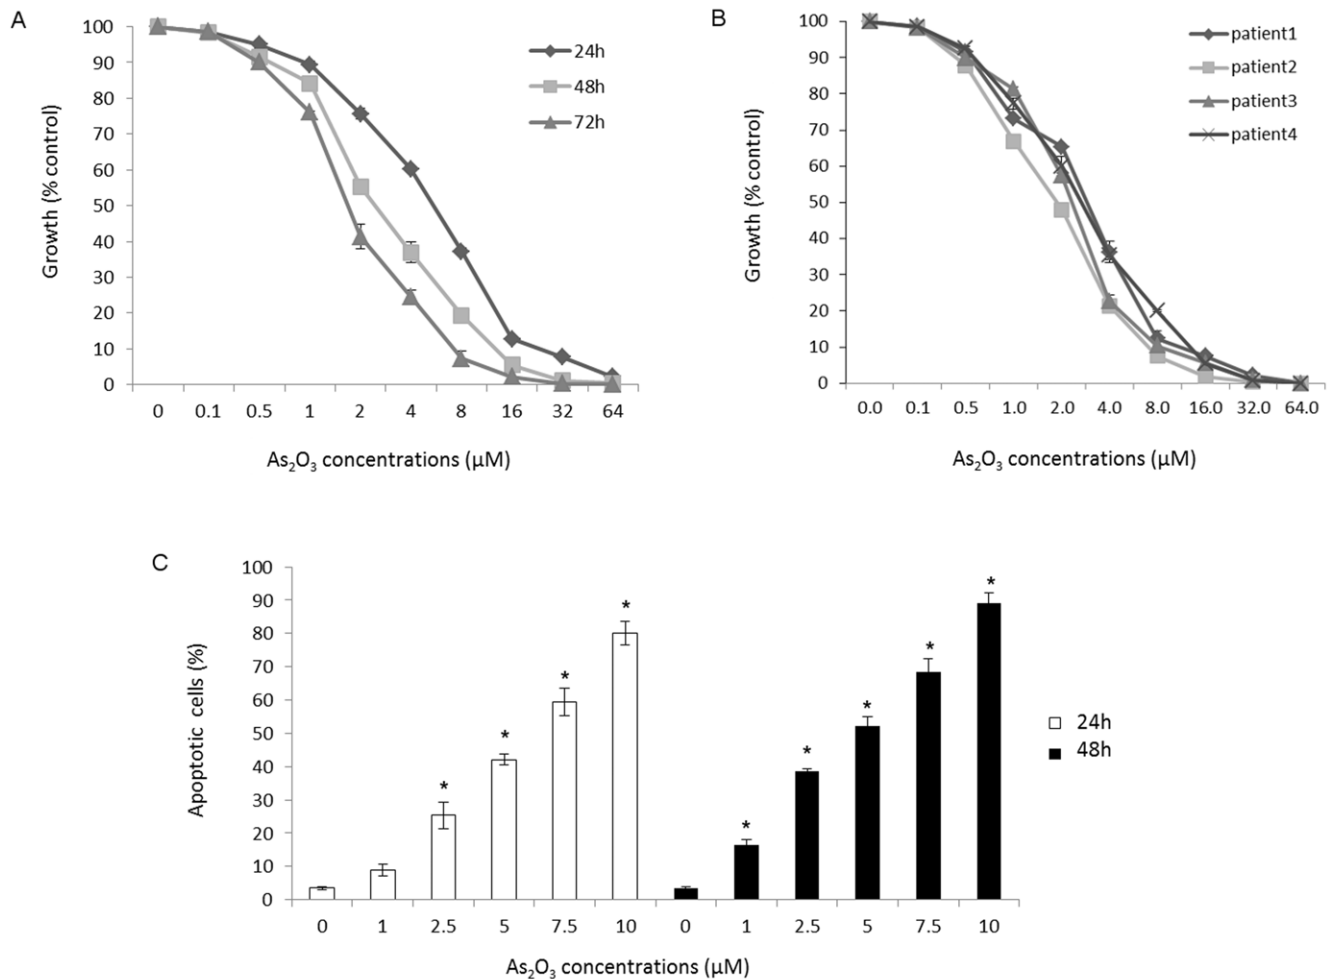 A
100
90
80
70
60
50
40
30
20
10
0
Growth (% control)
24h
48h
72h
0 0.1 0.5 1 2 4 8 16 32 64
As₂O₃ concentrations (μM)
B
100
90
80
70
60
50
40
30
20
10
0
Growth (% control)
patient1
patient2
patient3
patient4
0.0 0.1 0.5 1.0 2.0 4.0 8.0 16.0 32.0 64.0
As₂O₃ concentrations (μM)
C
100
90
80
70
60
50
40
30
20
10
0
Apoptotic cells (%)
* * * * * * * * *
24h
48h
0 1 2.5 5 7.5 10 0 1 2.5 5 7.5 10
As₂O₃ concentrations (μM)